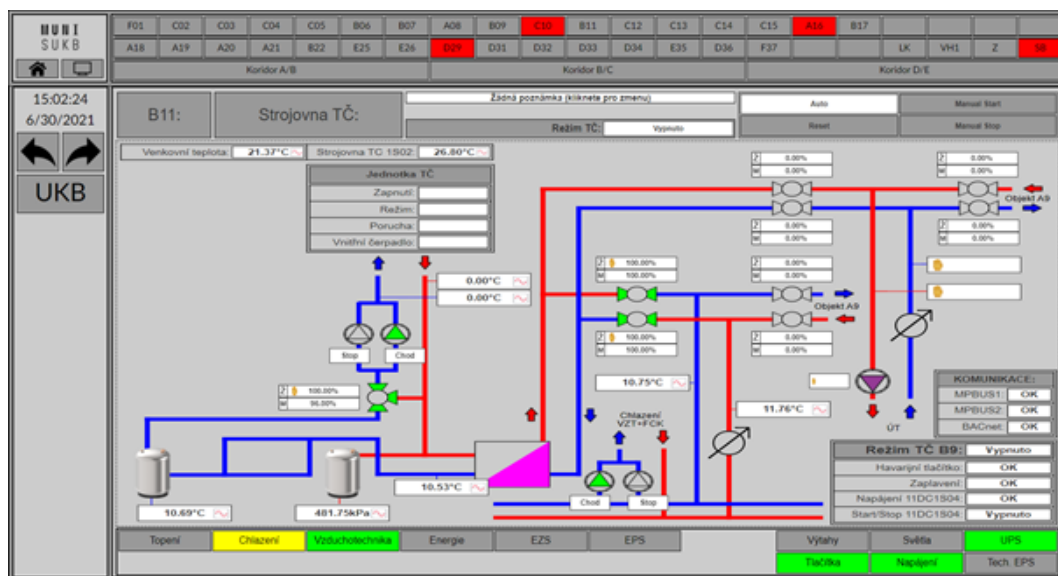 MUNI
SUKB
F01 C02 C03 C04 C05 B06 B07 A08 B09 C10 B11 C12 C13 C14 C15 A16 B17
A18 A19 A20 A21 B22 E25 E26 D29 D31 D32 D33 D34 E35 D36 F37 LK VH1 Z SB
Koridor A/B Koridor B/C Koridor D/E
15:02:24
6/30/2021
UKB
B11: Strojovna TČ:
Žádná poznámka (kliknete pro zmenu)
Režim TČ: Vypnuto
Auto Manual Start
Reset Manual Stop
Venkovní teplota: 21.37°C Strojovna TC 1S02: 26.80°C
Jednotka TČ
Zapnutí:
Režim:
Porucha:
Vnitřní čerpadlo:
Ž 0.00% Ž 0.00%
M 0.00% M 0.00%
Objekt A9
Ž 0.00% Ž 0.00%
M 0.00% M 0.00%
0.00°C
0.00°C
Ž 100.00% Ž 0.00%
M 100.00% M 0.00%
Objekt A9
Ž 100.00% Ž 0.00%
M 100.00% M 0.00%
Stop Chod
Ž 100.00%
M 96.00%
10.75°C
11.76°C
Chlazení
VZT+FCK
ÚT
KOMUNIKACE:
MPBUS1: OK
MPBUS2: OK
BACnet: OK
Režim TČ B9: Vypnuto
Havarijní tlačítko: OK
Zaplavení: OK
Napájení 11DC1S04: OK
Start/Stop 11DC1S04: Vypnuto
10.53°C
Chod Stop
10.69°C
481.75kPa
Topení Chlazení Vzduchotechnika Energie EZS EPS Výtahy Světla UPS
Tlačítka Napájení Tech. EPS